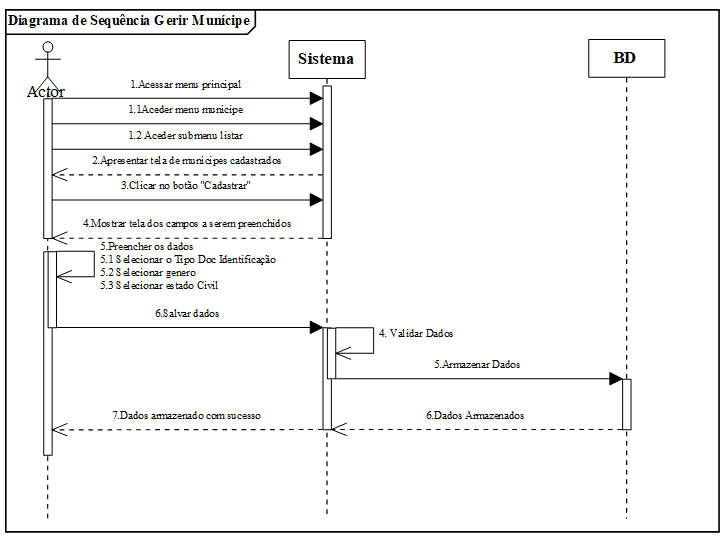 Diagrama de Sequência Gerir Munícipe
Actor
Sistema
BD
1.Acessar menu principal
1.1Aceder menu municipe
1.2 Aceder submenu listar
2.Apresentar tela de municipes cadastrados
3.Clicar no botão "Cadastrar"
4.Mostrar tela dos campos a serem preenchidos
5.Preencher os dados
5.1 Selecionar o Tipo Doc Identificação
5.2 Selecionar genero
5.3 Selecionar estado Civil
6.Salvar dados
4. Validar Dados
5.Armazenar Dados
7.Dados armazenado com sucesso
6.Dados Armazenados